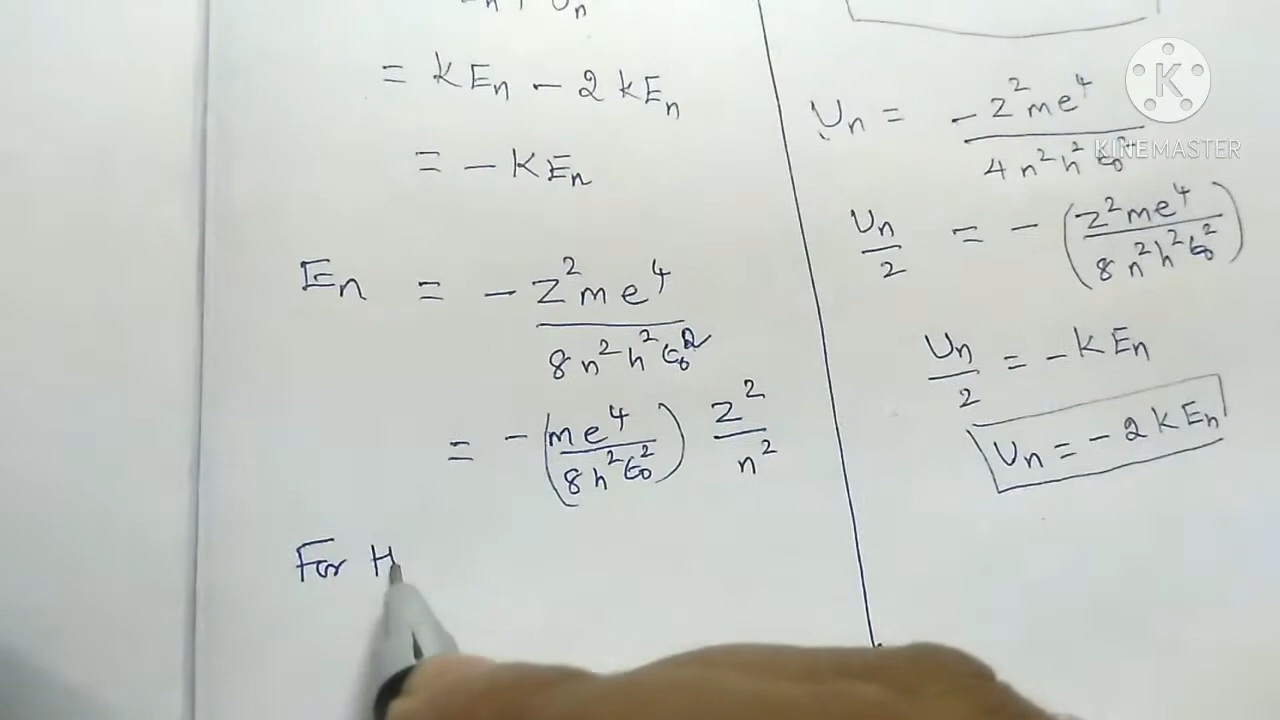 = KEn - 2 KEn
= - KEn
En = - Z²me⁴ / 8n²h²ϵ₀²
= - (me⁴ / 8h²ϵ₀²) Z² / n²
For H
Un = - Z²me⁴ / 4n²h²ϵ₀²
Un / 2 = - (Z²me⁴ / 8n²h²ϵ₀²)
Un / 2 = - KEn
Un = - 2 KEn
K
KINEMASTER